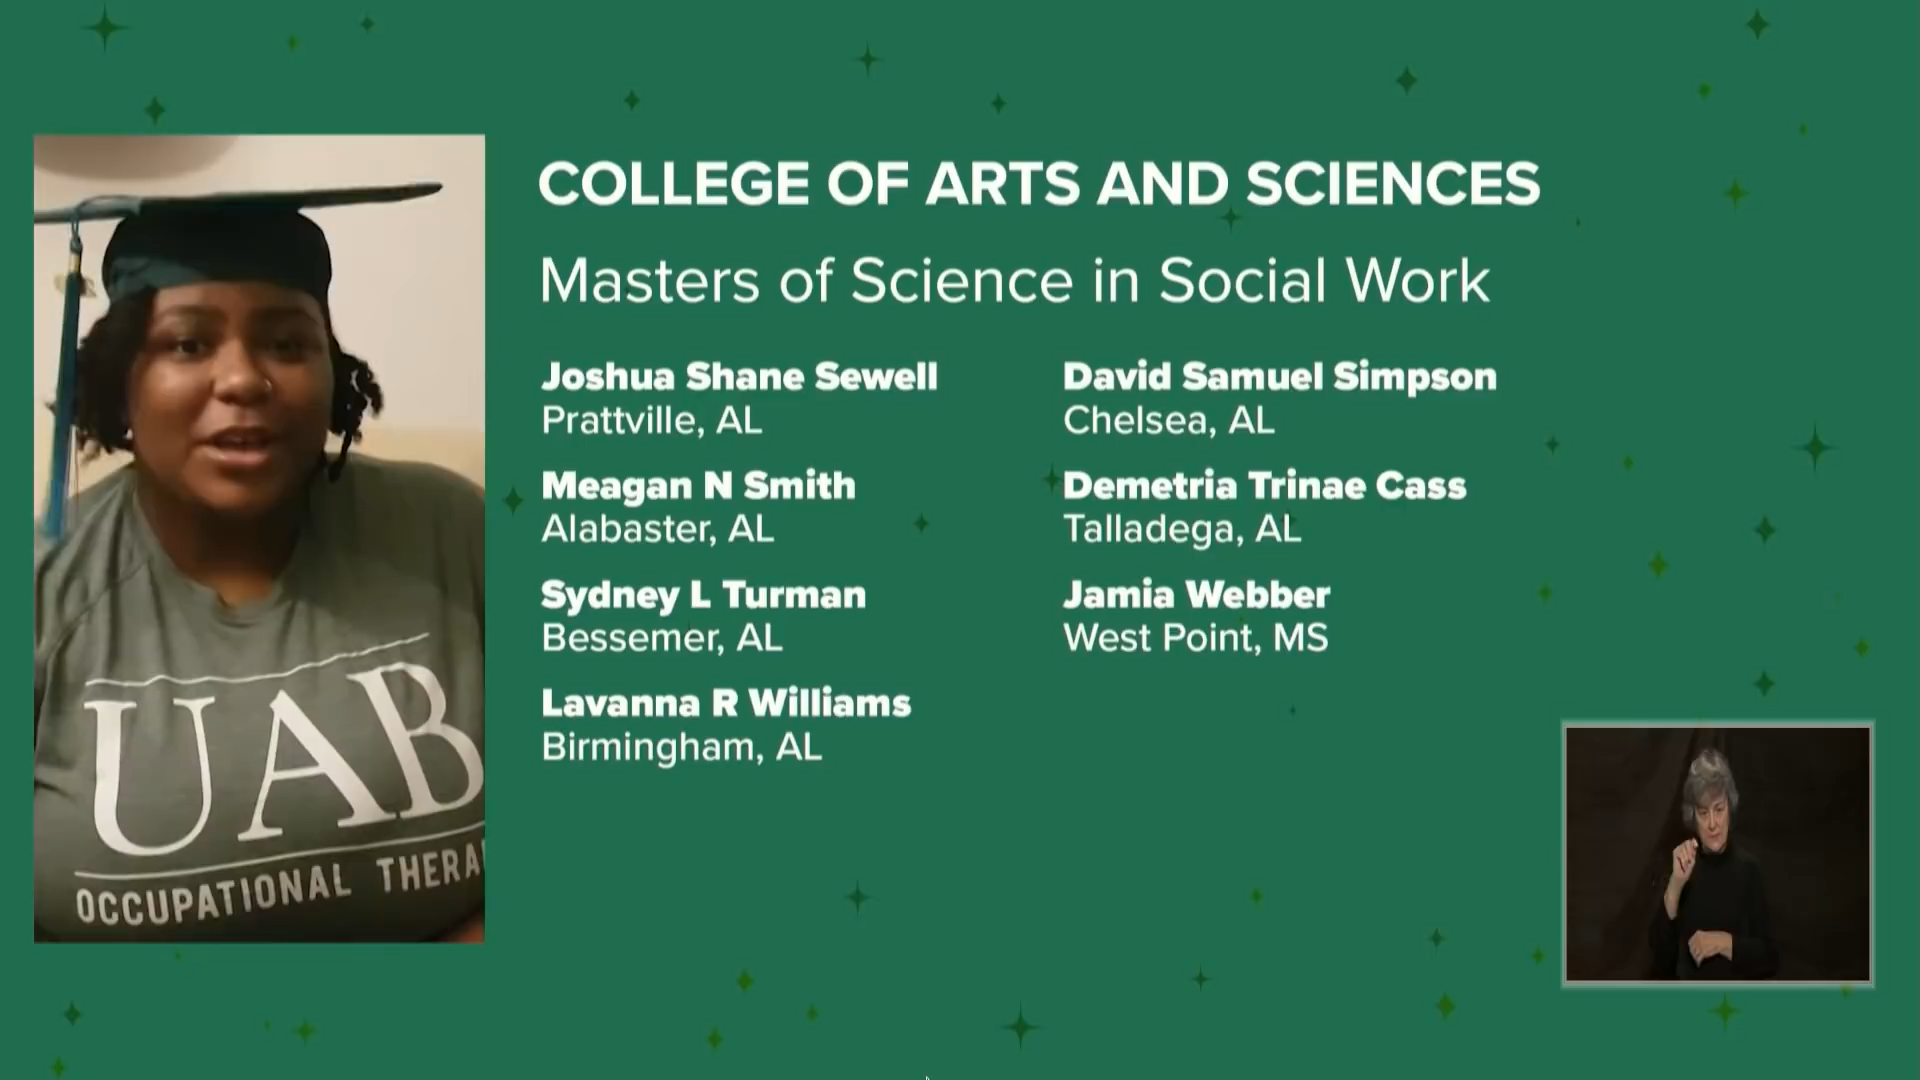 COLLEGE OF ARTS AND SCIENCES
Masters of Science in Social Work
Joshua Shane Sewell
Prattville, AL
Meagan N Smith
Alabaster, AL
Sydney L Turman
Bessemer, AL
Lavanna R Williams
Birmingham, AL
David Samuel Simpson
Chelsea, AL
Demetria Trinae Cass
Talladega, AL
Jamia Webber
West Point, MS
UAB
OCCUPATIONAL THERA